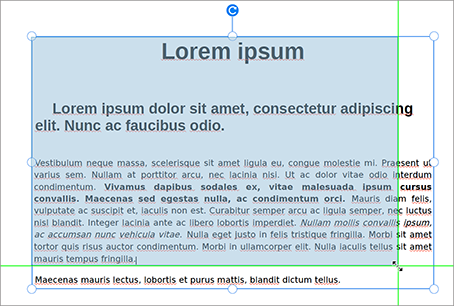 Lorem ipsum
Lorem ipsum dolor sit amet, consectetur adipiscing
elit. Nunc ac faucibus odio.
Vestibulum neque massa, scelerisque sit amet ligula eu, congue molestie mi. Praesent ut
varius sem. Nullam at porttitor arcu, nec lacinia nisi. Ut ac dolor vitae odio interdum
condimentum. Vivamus dapibus sodales ex, vitae malesuada ipsum cursus
convallis. Maecenas sed egestas nulla, ac condimentum orci. Mauris diam felis,
vulputate ac suscipit et, iaculis non est. Curabitur semper arcu ac ligula semper, nec luctus
nisl blandit. Integer lacinia ante ac libero lobortis imperdiet. Nullam mollis convallis ipsum,
ac accumsan nunc vehicula vitae. Nulla eget justo in felis tristique fringilla. Morbi sit amet
tortor quis risus auctor condimentum. Morbi in ullamcorper elit. Nulla iaculis tellus sit amet
mauris tempus fringilla.
Maecenas mauris lectus, lobortis et purus mattis, blandit dictum tellus.